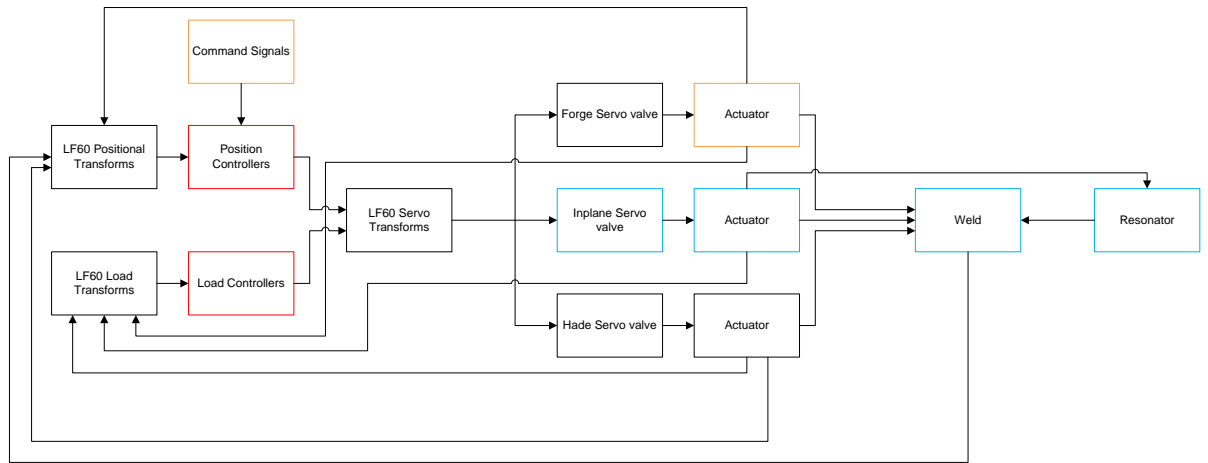 Command Signals
Forge Servo valve
Actuator
LF60 Positional
Transforms
Position
Controllers
LF60 Servo
Transforms
Inplane Servo
valve
Actuator
Weld
Resonator
LF60 Load
Transforms
Load Controllers
Hade Servo valve
Actuator